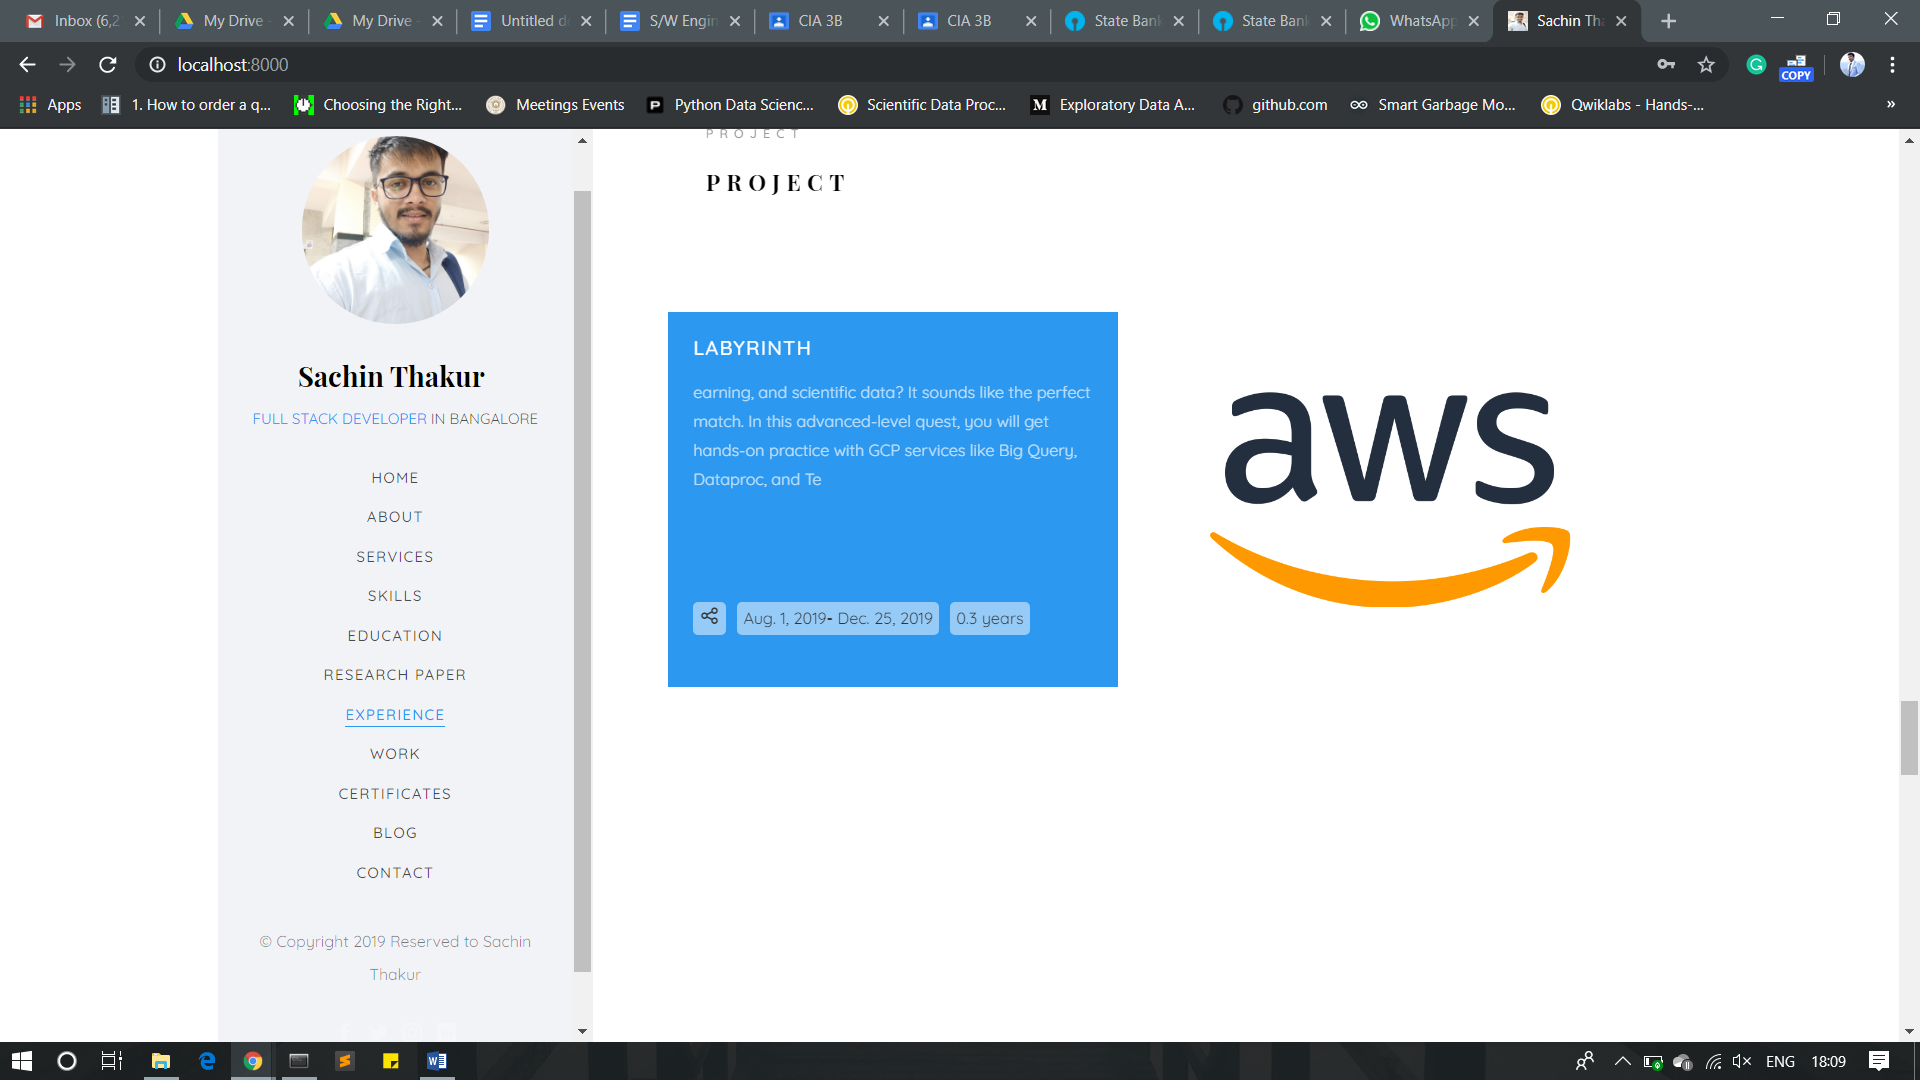 Inbox (6,2
My Drive -
My Drive -
Untitled d
S/W Engin
CIA 3B
CIA 3B
State Bank
State Bank
WhatsApp
Sachin Tha
localhost:8000
COPY
Apps
1. How to order a q...
Choosing the Right...
Meetings Events
Python Data Scienc...
Scientific Data Proc...
Exploratory Data A...
github.com
Smart Garbage Mo...
Qwiklabs - Hands-...
»
Sachin Thakur
FULL STACK DEVELOPER IN BANGALORE
HOME
ABOUT
SERVICES
SKILLS
EDUCATION
RESEARCH PAPER
EXPERIENCE
WORK
CERTIFICATES
BLOG
CONTACT
© Copyright 2019 Reserved to Sachin
Thakur
PROJECT
PROJECT
LABYRINTH
earning, and scientific data? It sounds like the perfect
match. In this advanced-level quest, you will get
hands-on practice with GCP services like Big Query,
Dataproc, and Te
Aug. 1, 2019- Dec. 25, 2019
0.3 years
aws
ENG
18:09